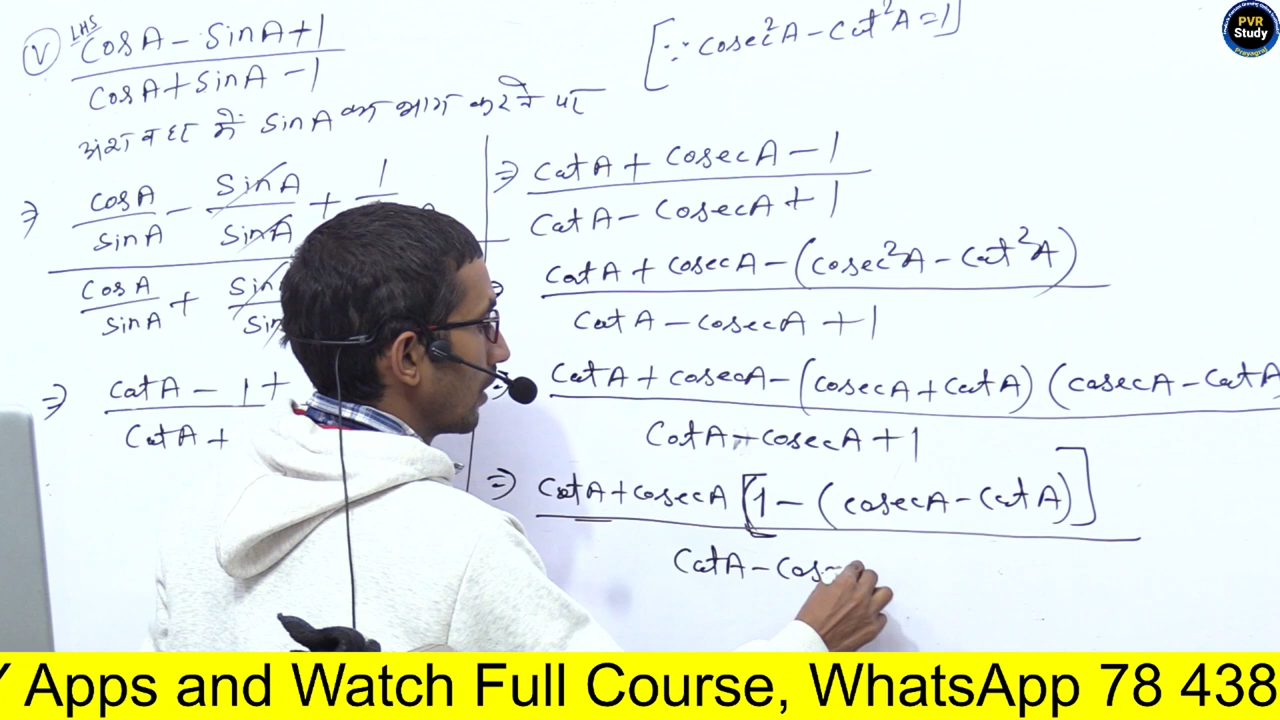 (V) LHS
cosA - sinA + 1 [∵ cosec²A - cot²A = 1]
cosA + sinA - 1
PVR
Study
Prayagraj
अंश व हर में sinA का भाग करने पर
⇒ cosA/sinA - sinA/sinA + 1/
cosA/sinA +
⇒ cotA - 1 +
cotA +
⇒ cotA + cosecA - 1
cotA - cosecA + 1
cotA + cosecA - (cosec²A - cot²A)
cotA - cosecA + 1
cotA + cosecA - (cosecA + cotA) (cosecA - cotA
cotA - cosecA + 1
⇒ cotA + cosecA [1 - (cosecA - cotA)]
cotA - cos
Apps and Watch Full Course, WhatsApp 78 438